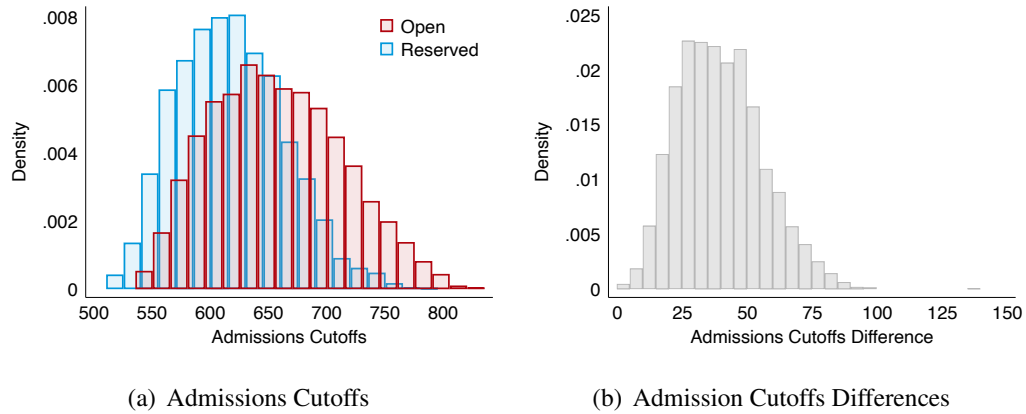 .008
.006
.004
.002
0
Density
Open
Reserved
500 550 600 650 700 750 800
Admissions Cutoffs
.025
.02
.015
.01
.005
0
Density
0 25 50 75 100 125 150
Admissions Cutoffs Difference
(a) Admissions Cutoffs
(b) Admission Cutoffs Differences